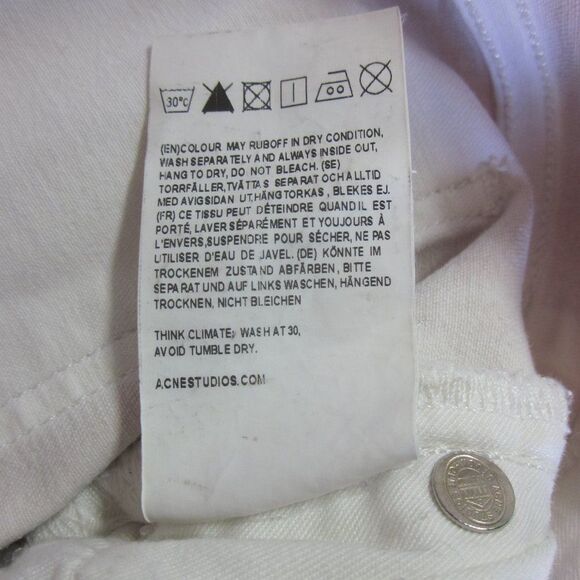 30°C
(EN)COLOUR MAY RUBOFF IN DRY CONDITION,
WASH SEPARATELY AND ALWAYS INSIDE OUT,
HANG TO DRY, DO NOT BLEACH. (SE)
TORRFÄLLER,TVÄTTAS SEPARAT OCH ALLTID
MED AVIGSIDAN UT.HÄNGTORKAS, BLEKES EJ.
(FR) CE TISSU PEUT DÉTEINDRE QUAND IL EST
PORTÉ, LAVER SÉPARÉMENT ET TOUJOURS À
L'ENVERS,SUSPENDRE POUR SÉCHER, NE PAS
UTILISER D'EAU DE JAVEL. (DE) KÖNNTE IM
TROCKENEM ZUSTAND ABFÄRBEN, BITTE
SEPARAT UND AUF LINKS WASCHEN, HÄNGEND
TROCKNEN, NICHT BLEICHEN
THINK CLIMATE; WASH AT 30,
AVOID TUMBLE DRY.
ACNESTUDIOS.COM